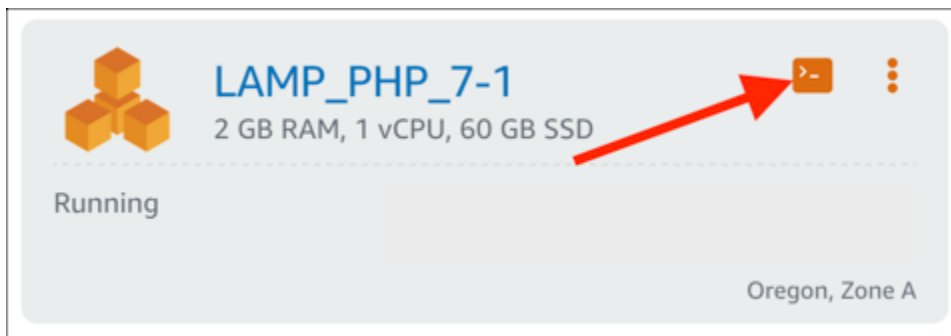 LAMP_PHP_7-1
>_
2 GB RAM, 1 vCPU, 60 GB SSD
Running
Oregon, Zone A